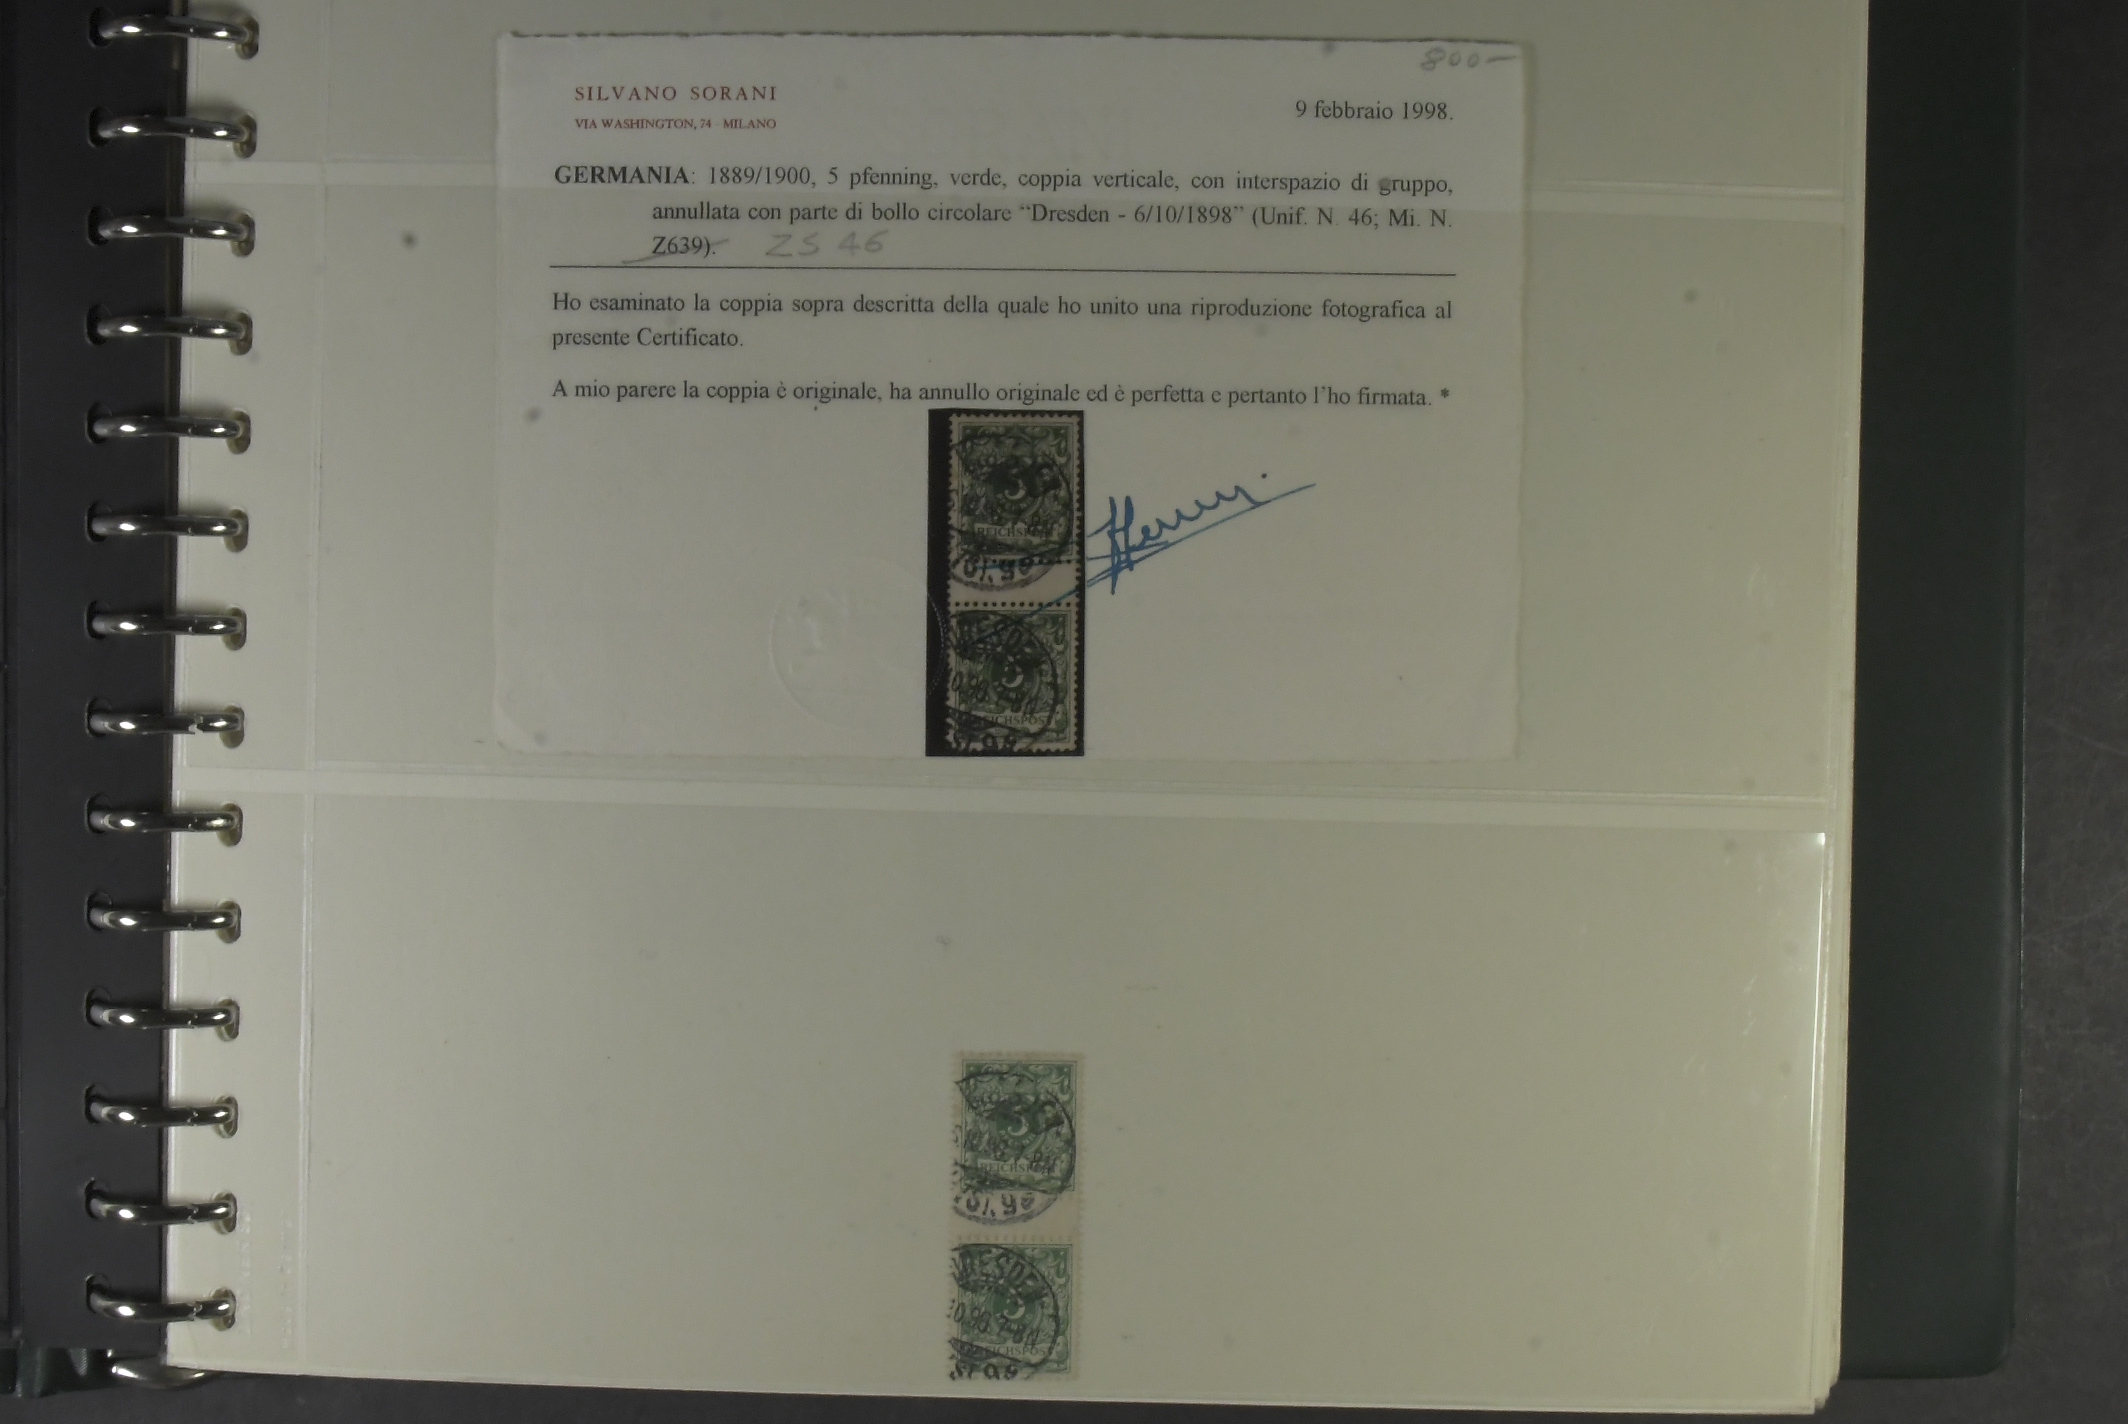 800-
SILVANO SORANI
VIA WASHINGTON, 74 MILANO
9 febbraio 1998.
GERMANIA: 1889/1900, 5 pfenning, verde, coppia verticale, con interspazio di gruppo,
annullata con parte di bollo circolare "Dresden - 6/10/1898" (Unif. N. 46; Mi. N.
Z639). ZS 46
Ho esaminato la coppia sopra descritta della quale ho unito una riproduzione fotografica al
presente Certificato.
A mio parere la coppia è originale, ha annullo originale ed è perfetta e pertanto l'ho firmata. *
REICHSPOST
REICHSPOST
REICHSPOST
DRESDEN
REICHSPOST